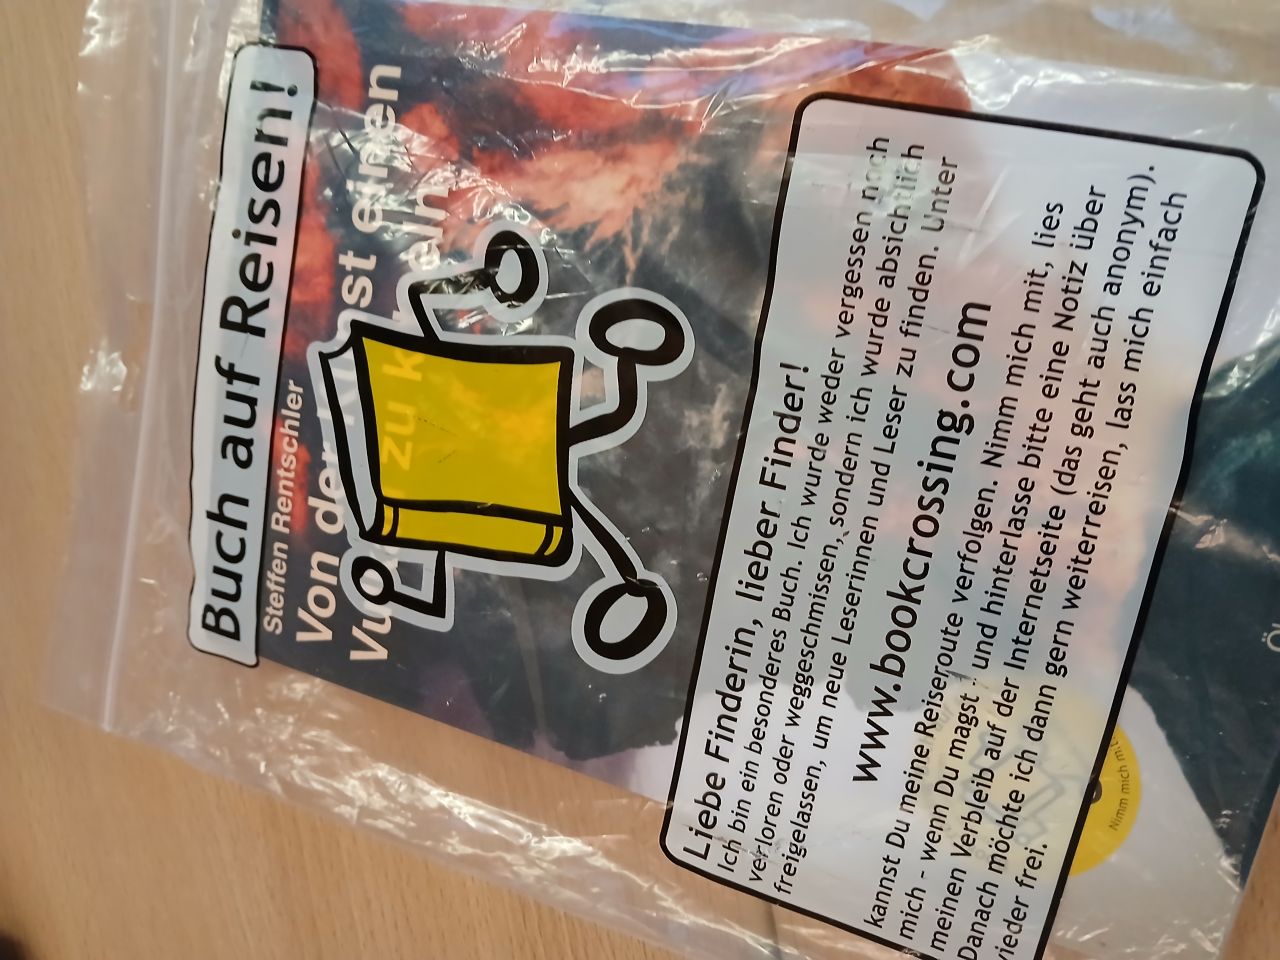 Buch auf Reisen!
Steffen Rentschler
Von der Kunst einen
zu
Liebe Finderin, lieber Finder!
Ich bin ein besonderes Buch. Ich wurde weder vergessen noch
verloren oder weggeschmissen, sondern ich wurde absichtlich
freigelassen, um neue Leserinnen und Leser zu finden. Unter
www.bookcrossing.com
kannst Du meine Reiseroute verfolgen. Nimm mich mit, lies
mich - wenn Du magst - und hinterlasse bitte eine Notiz über
meinen Verbleib auf der Internetseite (das geht auch anonym).
Danach möchte ich dann gern weiterreisen, lass mich einfach
wieder frei.
Nimm mich mit